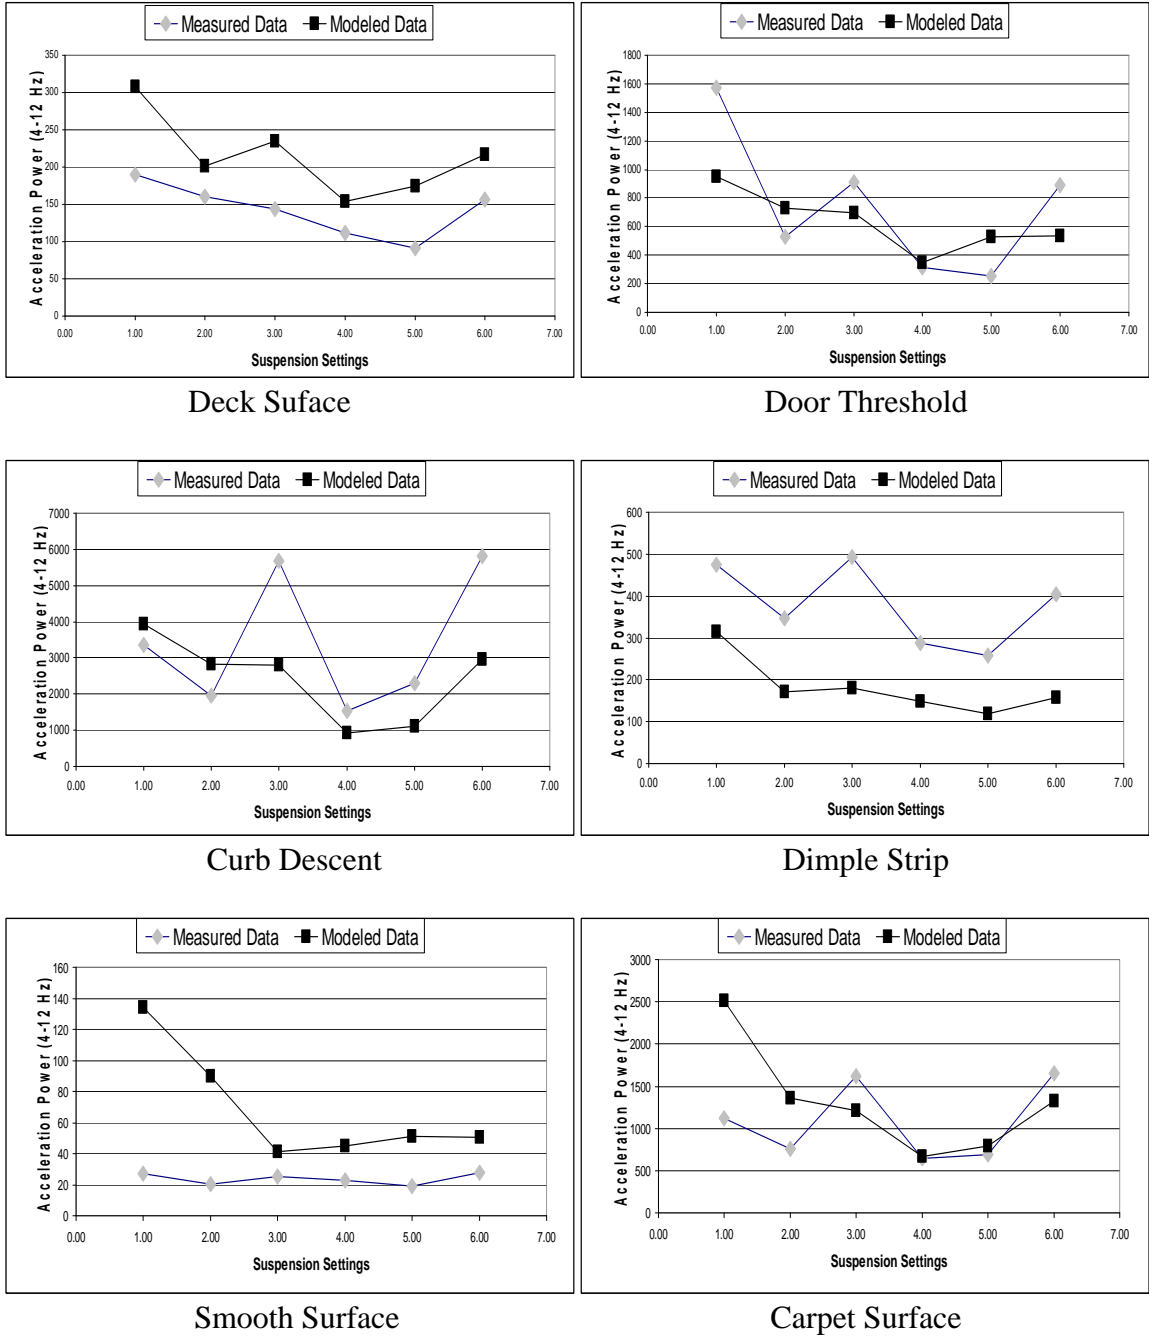 Measured Data Modeled Data
Acceleration Power (4-12 Hz)
350
300
250
200
150
100
50
0
0.00 1.00 2.00 3.00 4.00 5.00 6.00 7.00
Suspension Settings
Deck Suface
Measured Data Modeled Data
Acceleration Power (4-12 Hz)
1800
1600
1400
1200
1000
800
600
400
200
0
0.00 1.00 2.00 3.00 4.00 5.00 6.00 7.00
Suspension Settings
Door Threshold
Measured Data Modeled Data
Acceleration Power (4-12 Hz)
7000
6000
5000
4000
3000
2000
1000
0
0.00 1.00 2.00 3.00 4.00 5.00 6.00 7.00
Suspension Settings
Curb Descent
Measured Data Modeled Data
Acceleration Power (4-12 Hz)
600
500
400
300
200
100
0
0.00 1.00 2.00 3.00 4.00 5.00 6.00 7.00
Suspension Settings
Dimple Strip
Measured Data Modeled Data
Acceleration Power (4-12 Hz)
160
140
120
100
80
60
40
20
0
0.00 1.00 2.00 3.00 4.00 5.00 6.00 7.00
Suspension Settings
Smooth Surface
Measured Data Modeled Data
Acceleration Power (4-12 Hz)
3000
2500
2000
1500
1000
500
0
0.00 1.00 2.00 3.00 4.00 5.00 6.00 7.00
Suspension Settings
Carpet Surface